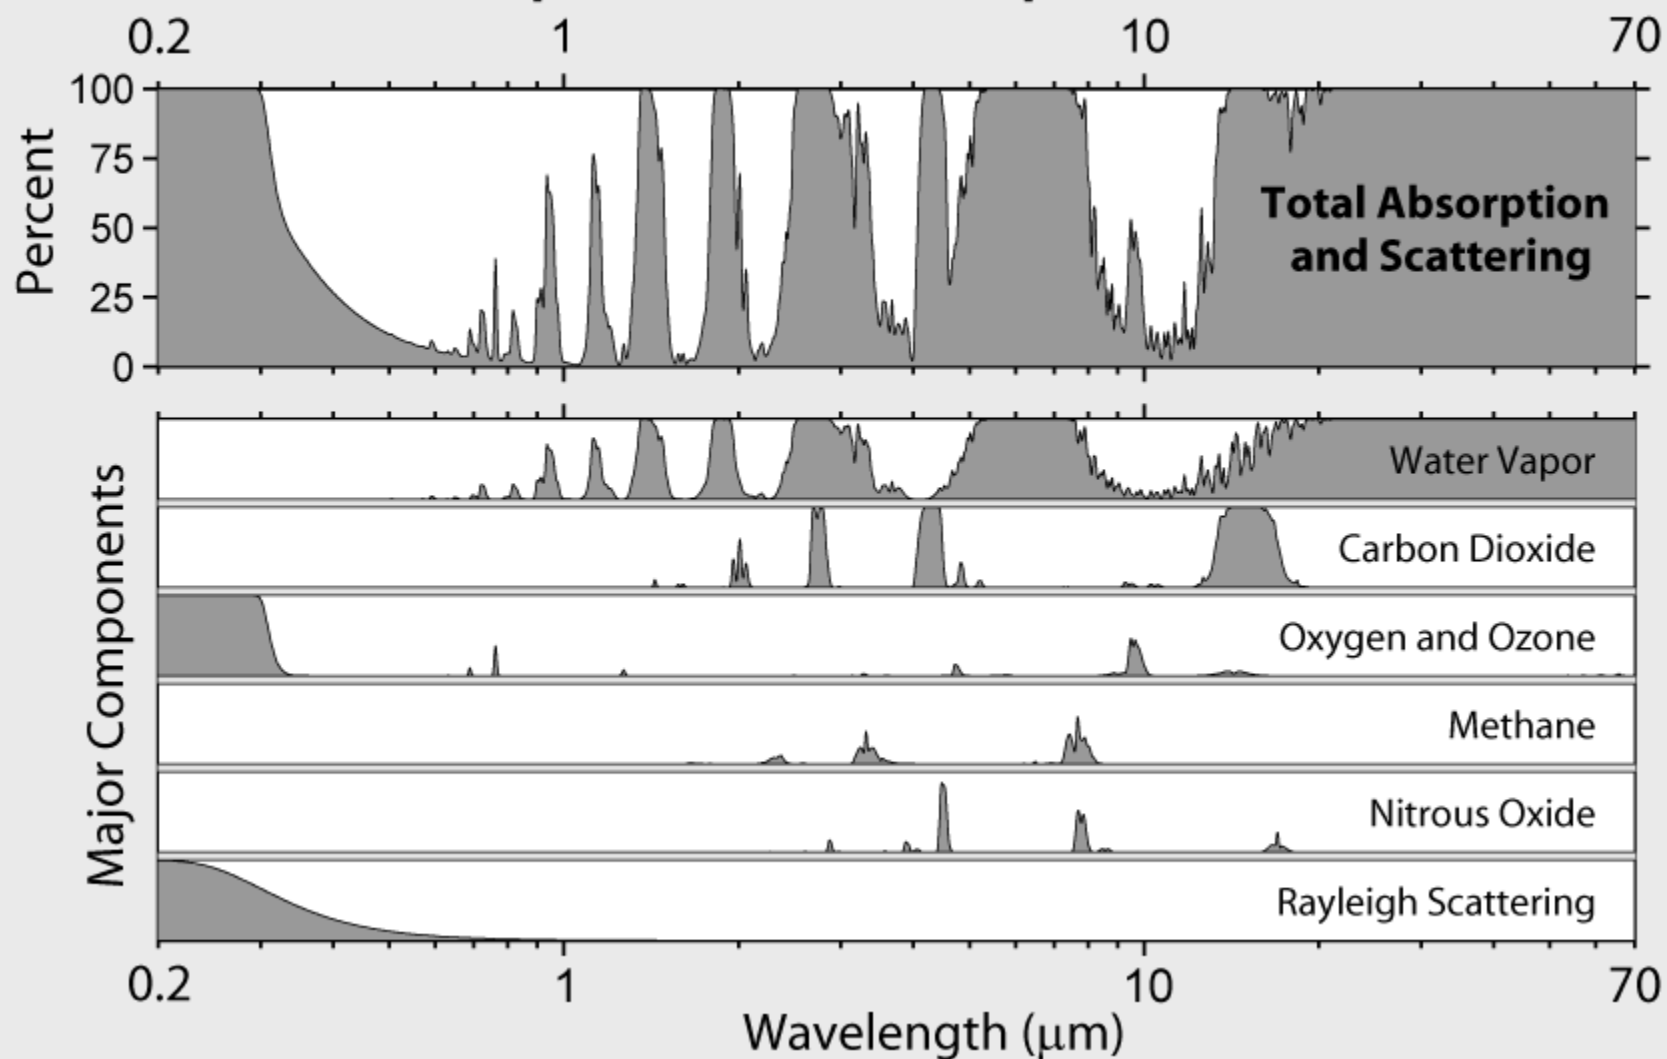 0.2 1 10 70
100
75
50
25
0
Percent
Total Absorption
and Scattering
Major Components
Water Vapor
Carbon Dioxide
Oxygen and Ozone
Methane
Nitrous Oxide
Rayleigh Scattering
0.2 1 10 70
Wavelength (μm)